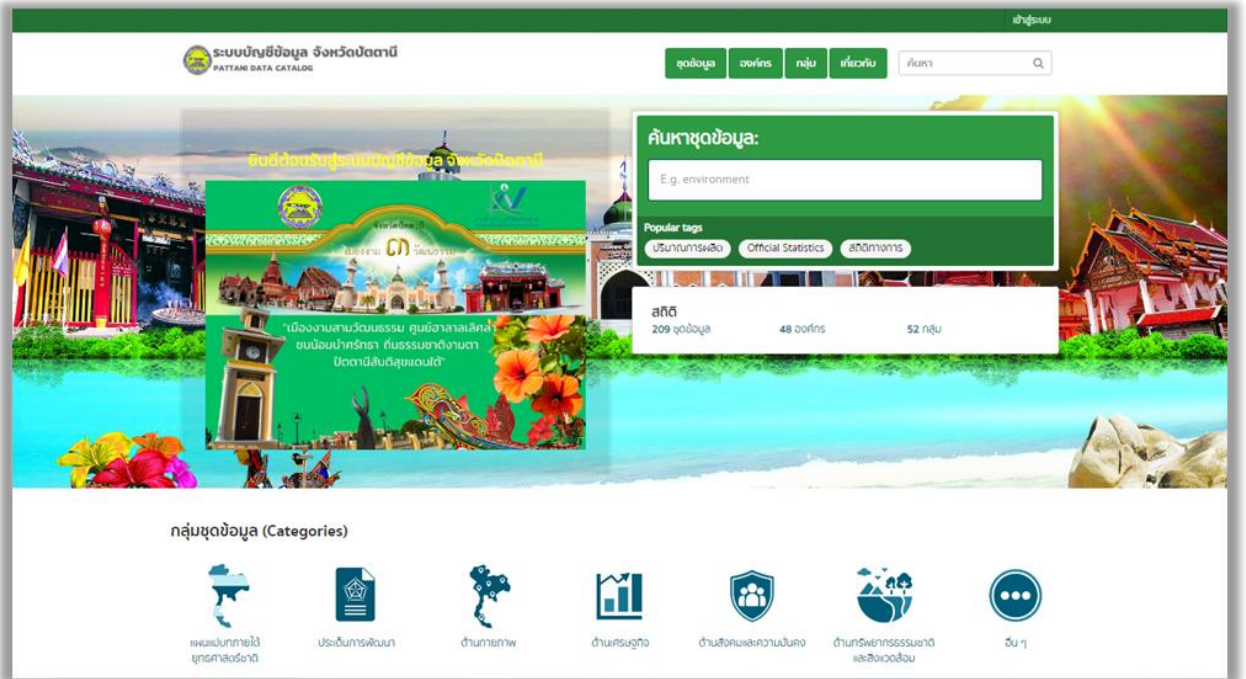 เข้าสู่ระบบ
ระบบบัญชีข้อมูล จังหวัดปัตตานี
PATTANI DATA CATALOG
ชุดข้อมูล องค์กร กลุ่ม เกี่ยวกับ ค้นหา
ยินดีต้อนรับสู่ระบบบัญชีข้อมูล จังหวัดปัตตานี
เมืองงาม ๓ วัฒนธรรม
"เมืองงามสามวัฒนธรรม ศูนย์ฮาลาลเลิศล้ำ
ชนน้อมนำศรัทธา ถิ่นธรรมชาติงามตา
ปัตตานีสันติสุขแดนใต้"
ค้นหาชุดข้อมูล:
E.g. environment
Popular tags
ปริมาณการผลิต Official Statistics สถิติทางการ
สถิติ
209 ชุดข้อมูล 48 องค์กร 52 กลุ่ม
กลุ่มชุดข้อมูล (Categories)
แผนแม่บทภายใต้
ยุทธศาสตร์ชาติ
ประเด็นการพัฒนา
ด้านกายภาพ
ด้านเศรษฐกิจ
ด้านสังคมและความมั่นคง
ด้านทรัพยากรธรรมชาติ
และสิ่งแวดล้อม
อื่น ๆ